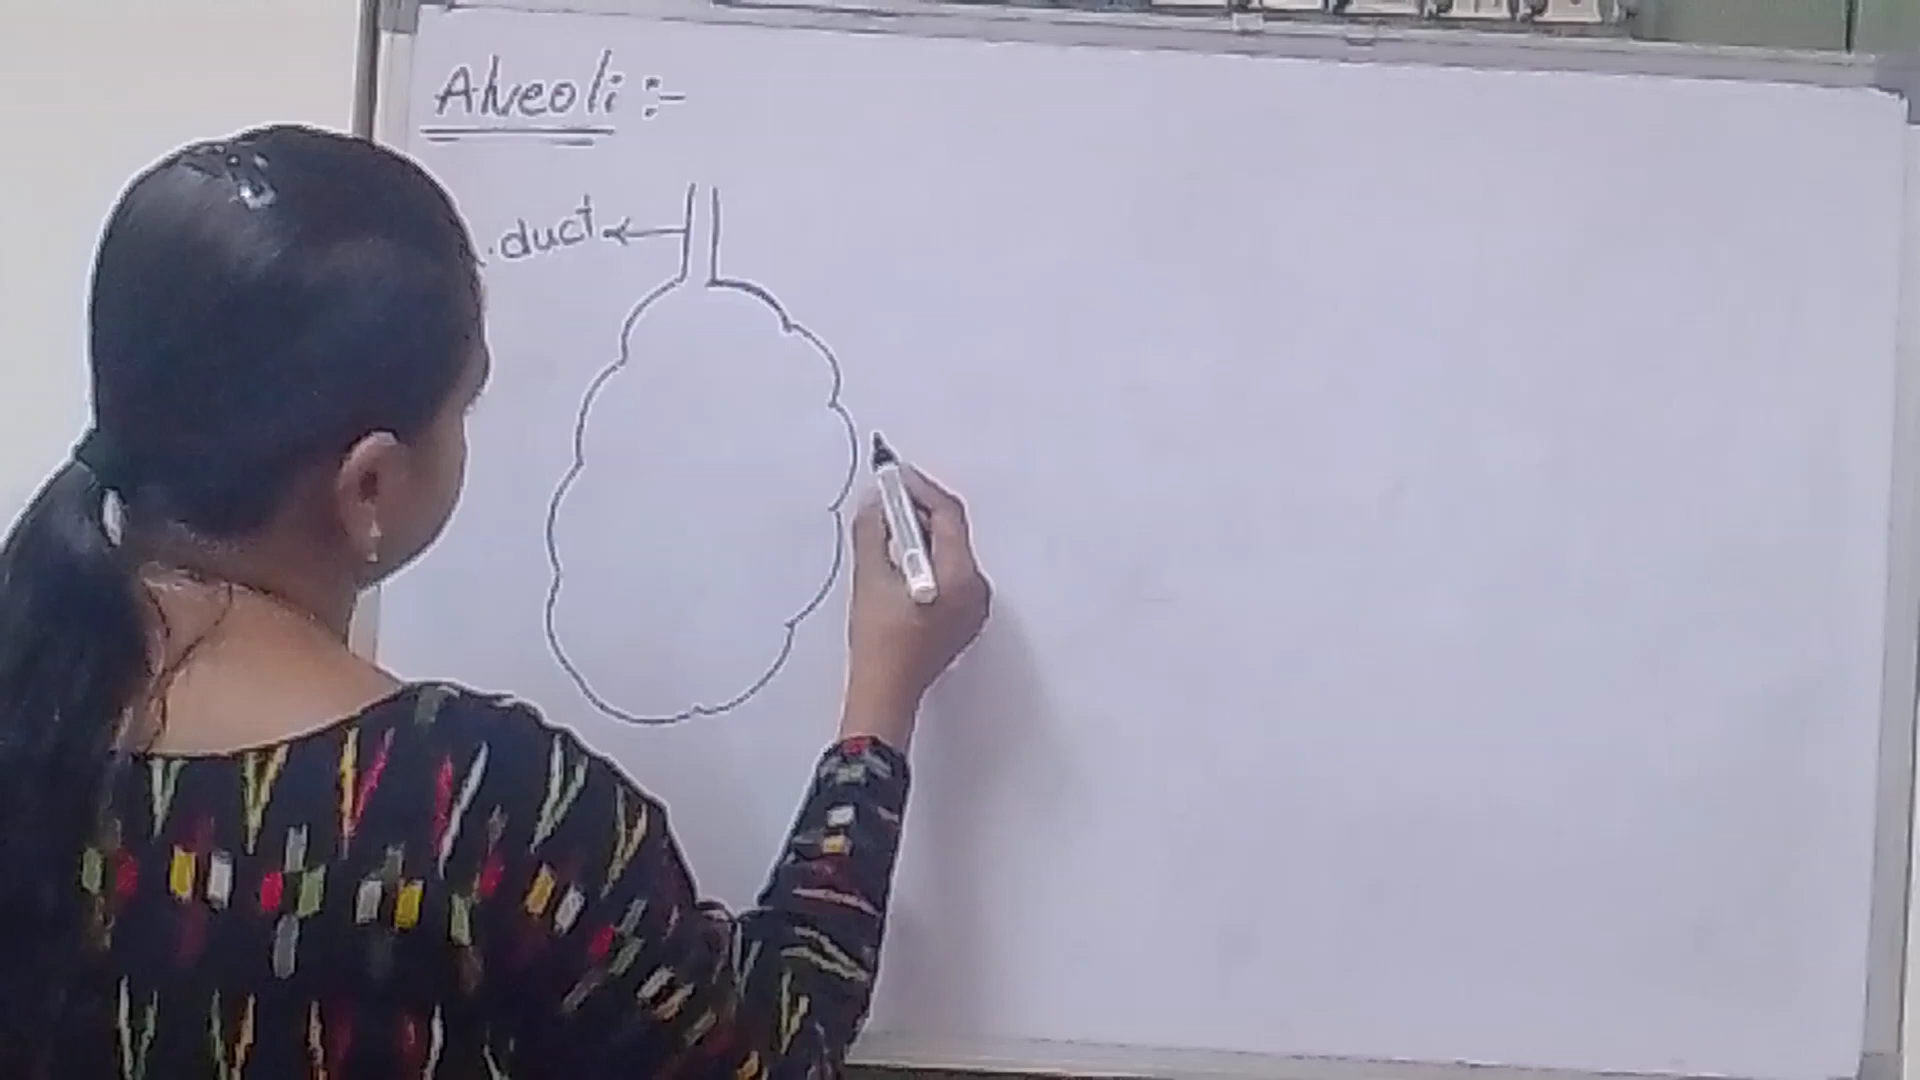 Alveoli :-
. duct